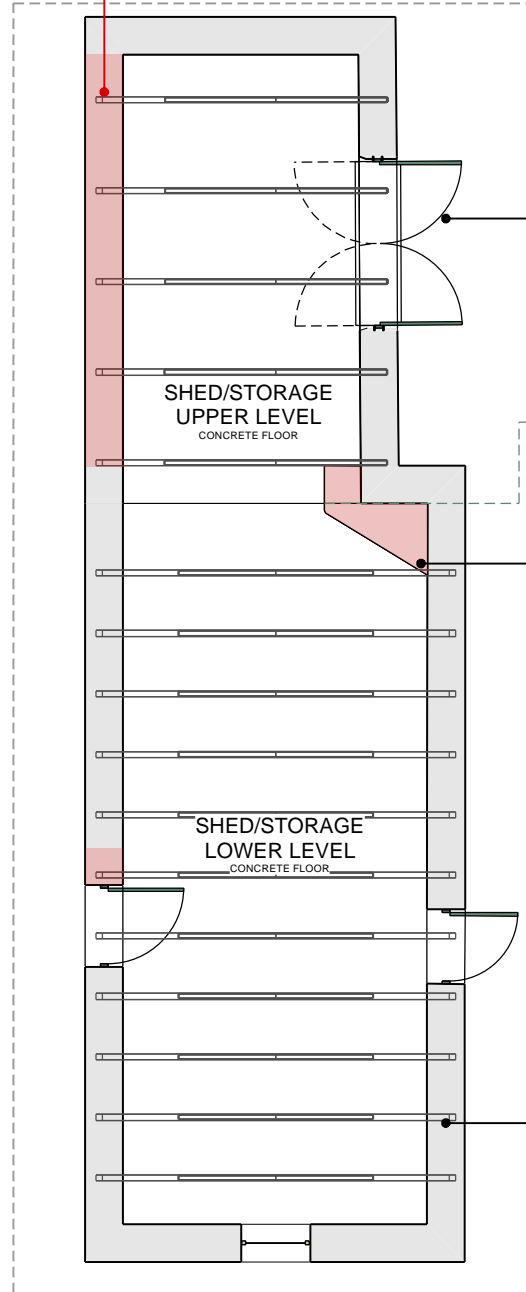 SHED/STORAGE
UPPER LEVEL
CONCRETE FLOOR
SHED/STORAGE
LOWER LEVEL
CONCRETE FLOOR